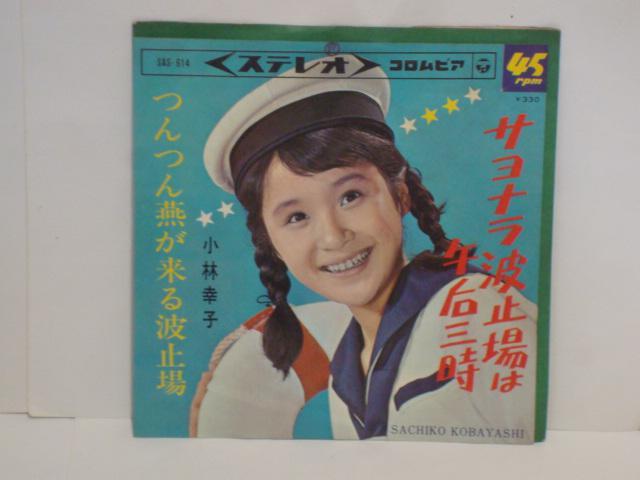 SAS-614
<ステレオ>
コロムビア
45
rpm
￥330
サヨナラ波止場は
午后三時
小林幸子
つんつん燕が来る波止場
SACHIKO KOBAYASHI